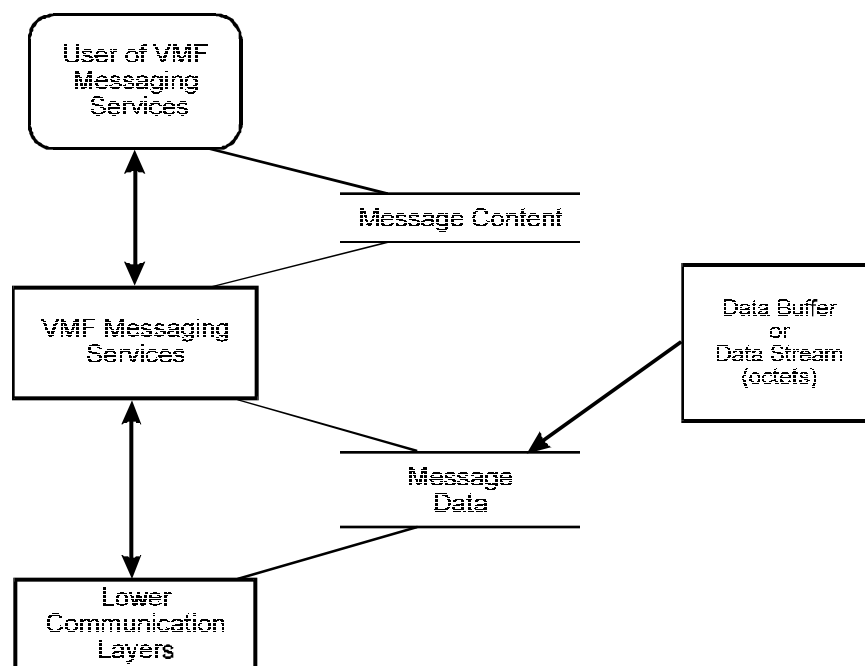 User of VMF
Messaging
Services
Message Content
VMF Messaging
Services
Data Buffer
or
Data Stream
(octets)
Message
Data
Lower
Communication
Layers